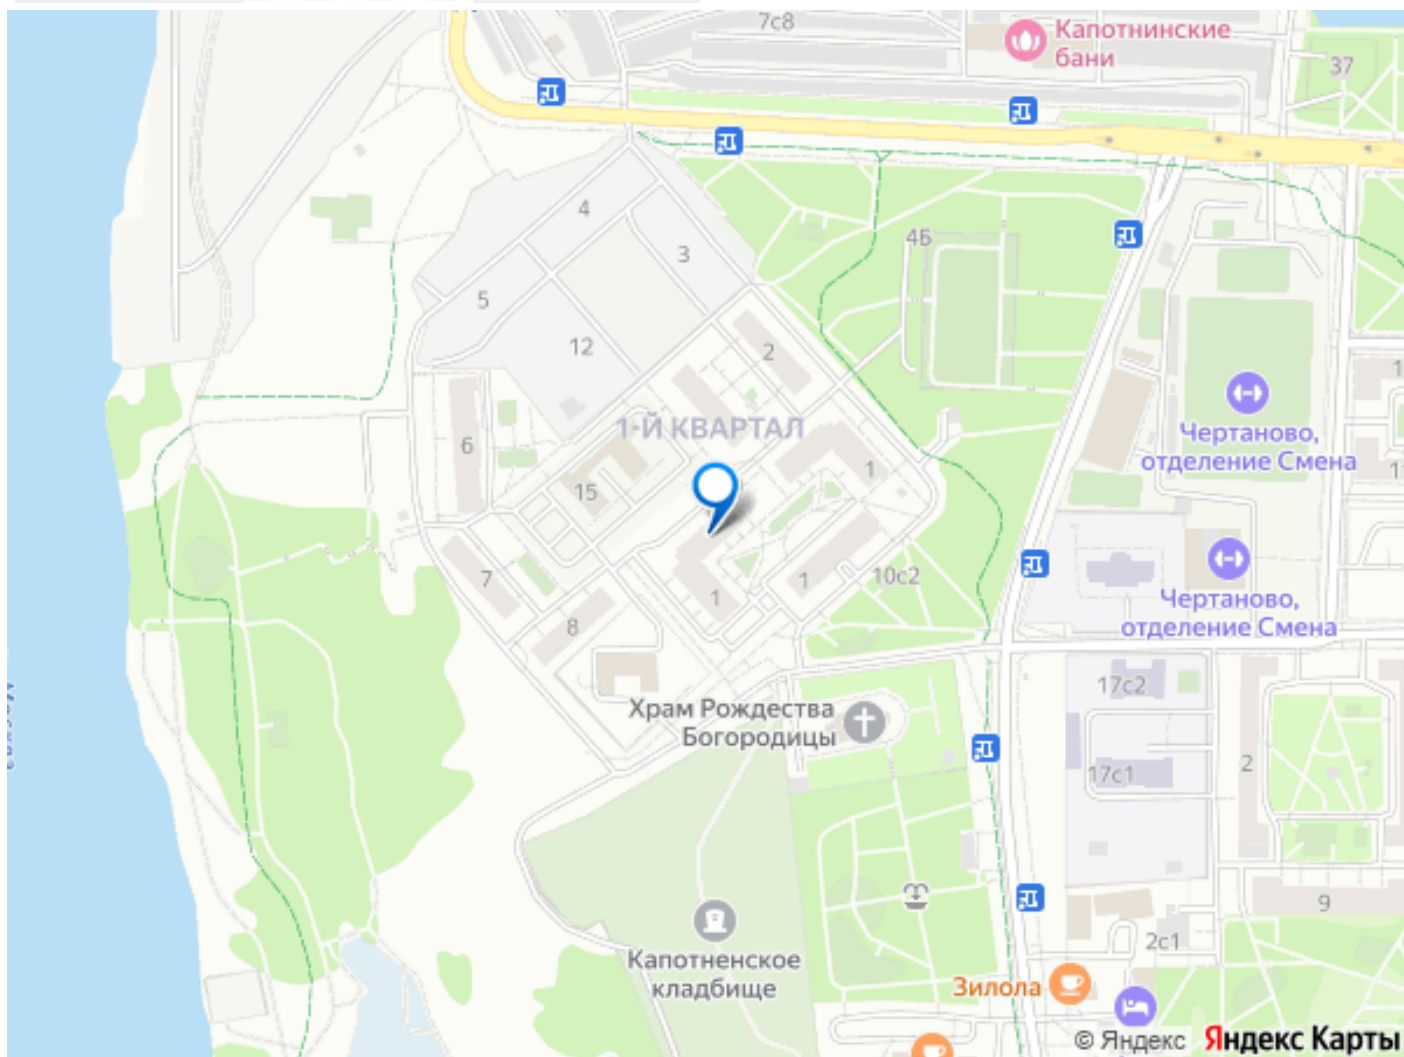 7с8
Капотнинские
бани
37
4
4Б
3
5
12
2
1-Й КВАРТАЛ
6
1
15
Чертаново,
отделение Смена
7
1
1
10с2
8
Чертаново,
отделение Смена
17с2
Храм Рождества
Богородицы
17с1
2
9
Капотненское
кладбище
2с1
Зилола
© Яндекс Яндекс Карты